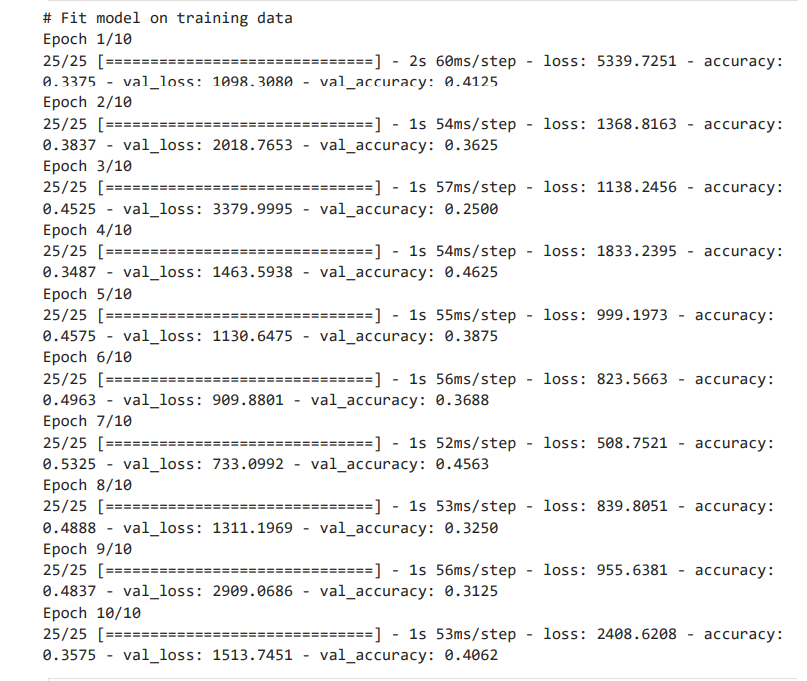 # Fit model on training data
Epoch 1/10
25/25 [==============================] - 2s 60ms/step - loss: 5339.7251 - accuracy:
0.3375 - val_loss: 1098.3080 - val_accuracy: 0.4125
Epoch 2/10
25/25 [==============================] - 1s 54ms/step - loss: 1368.8163 - accuracy:
0.3837 - val_loss: 2018.7653 - val_accuracy: 0.3625
Epoch 3/10
25/25 [==============================] - 1s 57ms/step - loss: 1138.2456 - accuracy:
0.4525 - val_loss: 3379.9995 - val_accuracy: 0.2500
Epoch 4/10
25/25 [==============================] - 1s 54ms/step - loss: 1833.2395 - accuracy:
0.3487 - val_loss: 1463.5938 - val_accuracy: 0.4625
Epoch 5/10
25/25 [==============================] - 1s 55ms/step - loss: 999.1973 - accuracy:
0.4575 - val_loss: 1130.6475 - val_accuracy: 0.3875
Epoch 6/10
25/25 [==============================] - 1s 56ms/step - loss: 823.5663 - accuracy:
0.4963 - val_loss: 909.8801 - val_accuracy: 0.3688
Epoch 7/10
25/25 [==============================] - 1s 52ms/step - loss: 508.7521 - accuracy:
0.5325 - val_loss: 733.0992 - val_accuracy: 0.4563
Epoch 8/10
25/25 [==============================] - 1s 53ms/step - loss: 839.8051 - accuracy:
0.4888 - val_loss: 1311.1969 - val_accuracy: 0.3250
Epoch 9/10
25/25 [==============================] - 1s 56ms/step - loss: 955.6381 - accuracy:
0.4837 - val_loss: 2909.0686 - val_accuracy: 0.3125
Epoch 10/10
25/25 [==============================] - 1s 53ms/step - loss: 2408.6208 - accuracy:
0.3575 - val_loss: 1513.7451 - val_accuracy: 0.4062